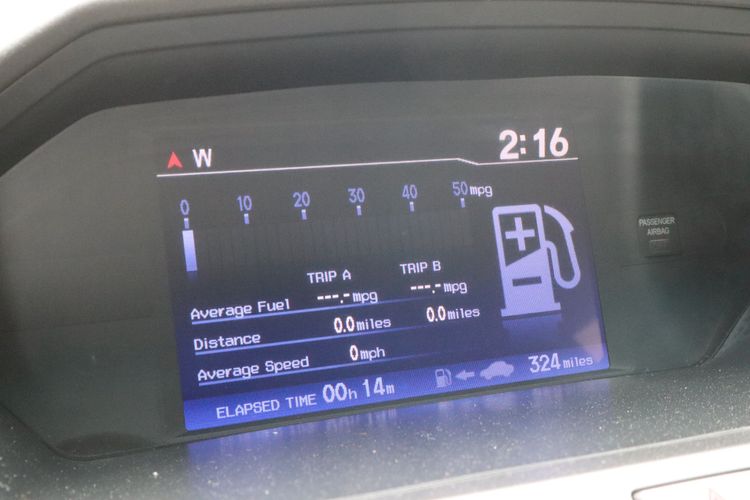 W 2:16
0 10 20 30 40 50 mpg
TRIP A TRIP B
Average Fuel ---.- mpg ---.- mpg
Distance 0.0 miles 0.0 miles
Average Speed 0 mph
ELAPSED TIME 00h 14m 324 miles
PASSENGER
AIRBAG